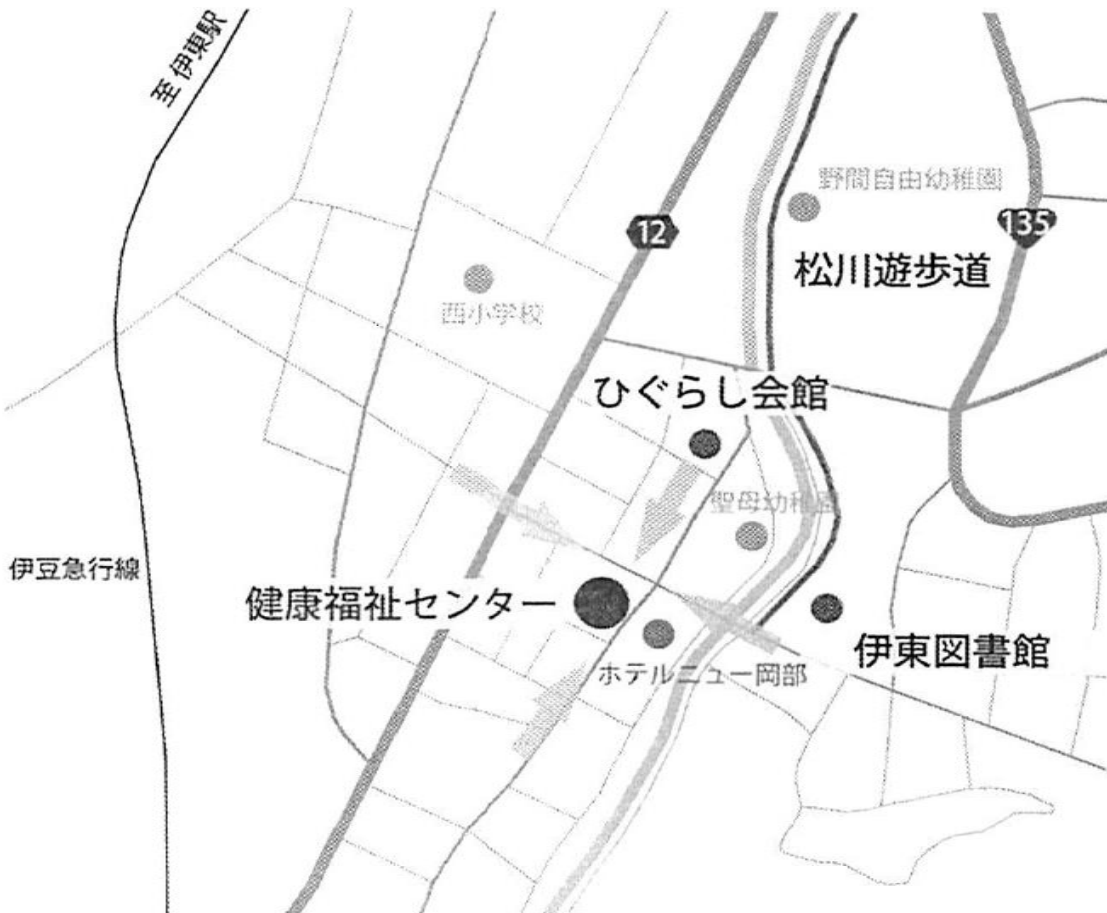 至 伊東駅
野間自由幼稚園
12
135
松川遊歩道
西小学校
ひぐらし会館
聖母幼稚園
伊豆急行線
健康福祉センター
伊東図書館
ホテルニュー岡部